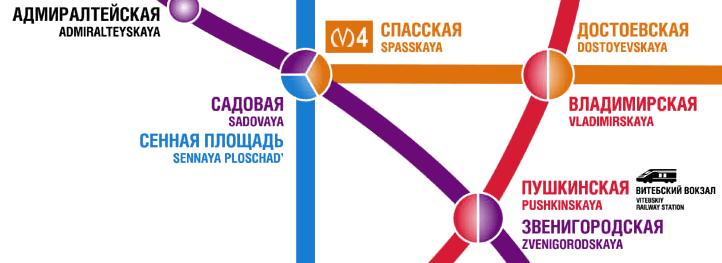 АДМИРАЛТЕЙСКАЯ
ADMIRALTEYSKAYA
4
СПАССКАЯ
SPASSKAYA
ДОСТОЕВСКАЯ
DOSTOYEVSKAYA
САДОВАЯ
SADOVAYA
СЕННАЯ ПЛОЩАДЬ
SENNAYA PLOSCHAD'
ВЛАДИМИРСКАЯ
VLADIMIRSKAYA
ПУШКИНСКАЯ
PUSHKINSKAYA
ВИТЕБСКИЙ ВОКЗАЛ
VITEBSKIY
RAILWAY STATION
ЗВЕНИГОРОДСКАЯ
ZVENIGORODSKAYA